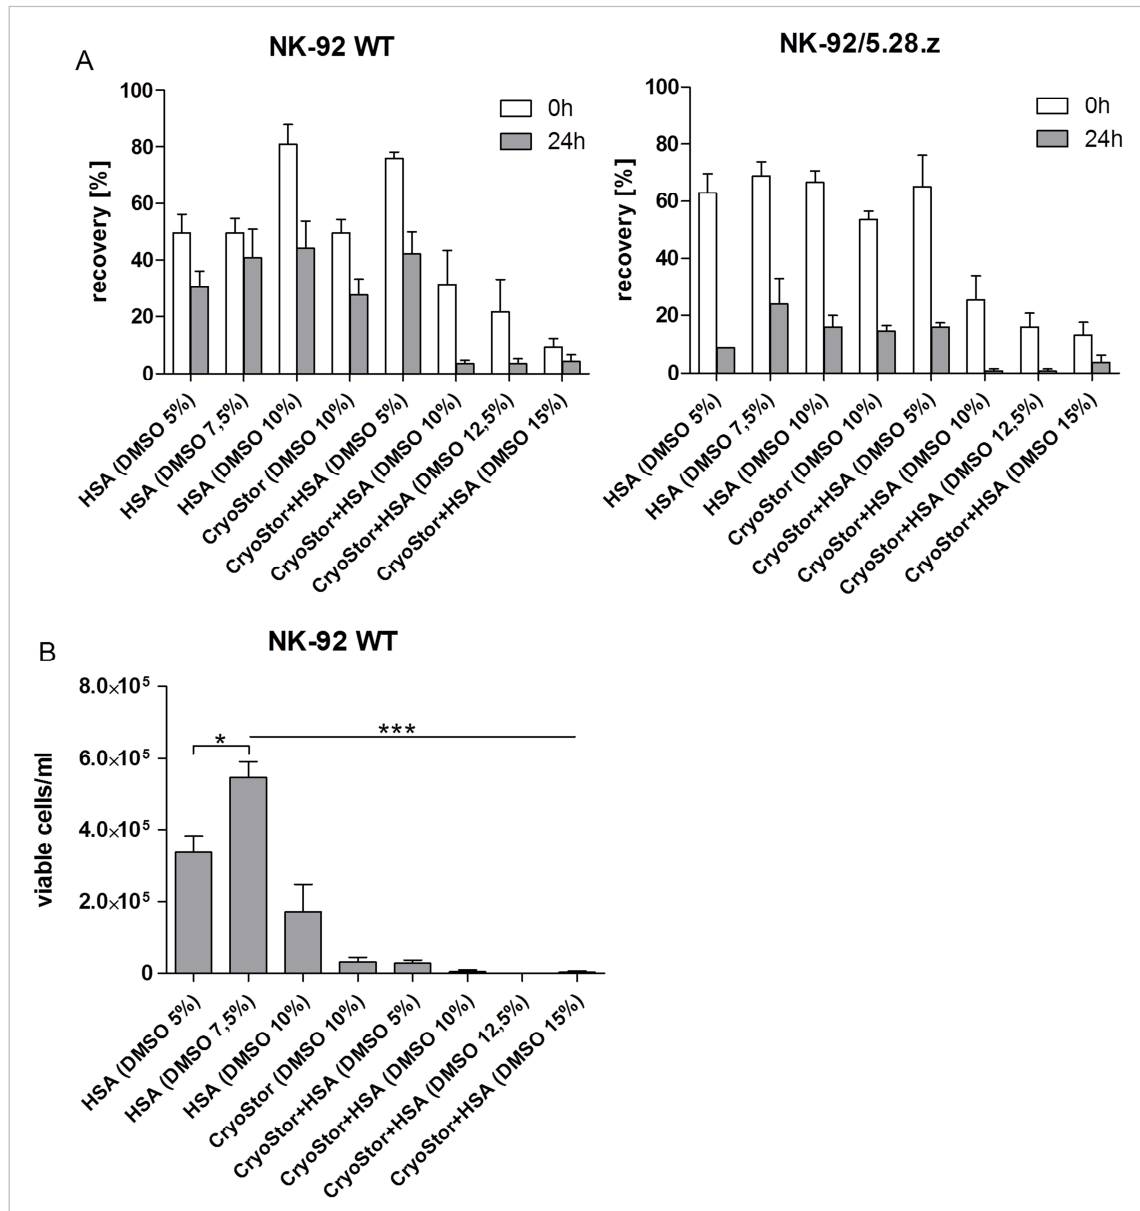 A
NK-92 WT
100
80
60
40
20
0
recovery [%]
0h
24h
HSA (DMSO 5%)
HSA (DMSO 7,5%)
HSA (DMSO 10%)
CryoStor (DMSO 10%)
CryoStor+HSA (DMSO 5%)
CryoStor+HSA (DMSO 10%)
CryoStor+HSA (DMSO 12,5%)
CryoStor+HSA (DMSO 15%)
NK-92/5.28.z
100
80
60
40
20
0
recovery [%]
0h
24h
HSA (DMSO 5%)
HSA (DMSO 7,5%)
HSA (DMSO 10%)
CryoStor (DMSO 10%)
CryoStor+HSA (DMSO 5%)
CryoStor+HSA (DMSO 10%)
CryoStor+HSA (DMSO 12,5%)
CryoStor+HSA (DMSO 15%)
B
NK-92 WT
8.0×10⁵
6.0×10⁵
4.0×10⁵
2.0×10⁵
0
viable cells/ml
*
***
HSA (DMSO 5%)
HSA (DMSO 7,5%)
HSA (DMSO 10%)
CryoStor (DMSO 10%)
CryoStor+HSA (DMSO 5%)
CryoStor+HSA (DMSO 10%)
CryoStor+HSA (DMSO 12,5%)
CryoStor+HSA (DMSO 15%)